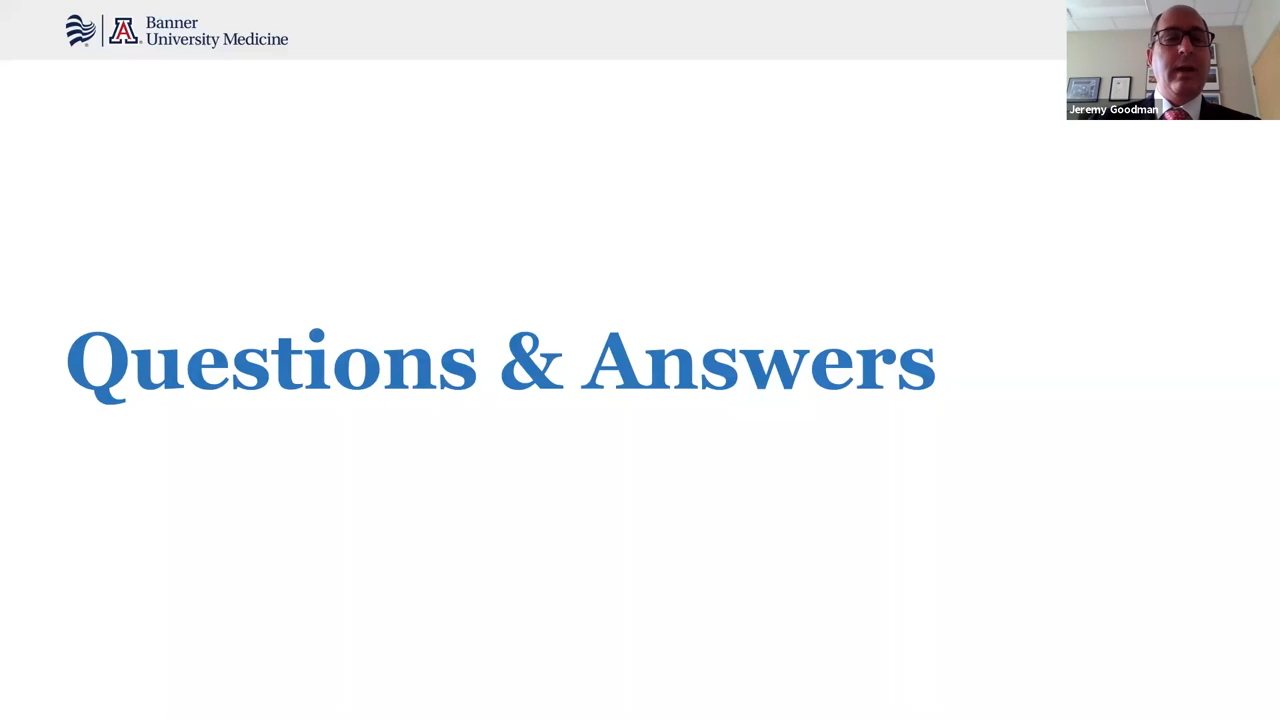 Banner
University Medicine
Jeremy Goodman
Questions & Answers